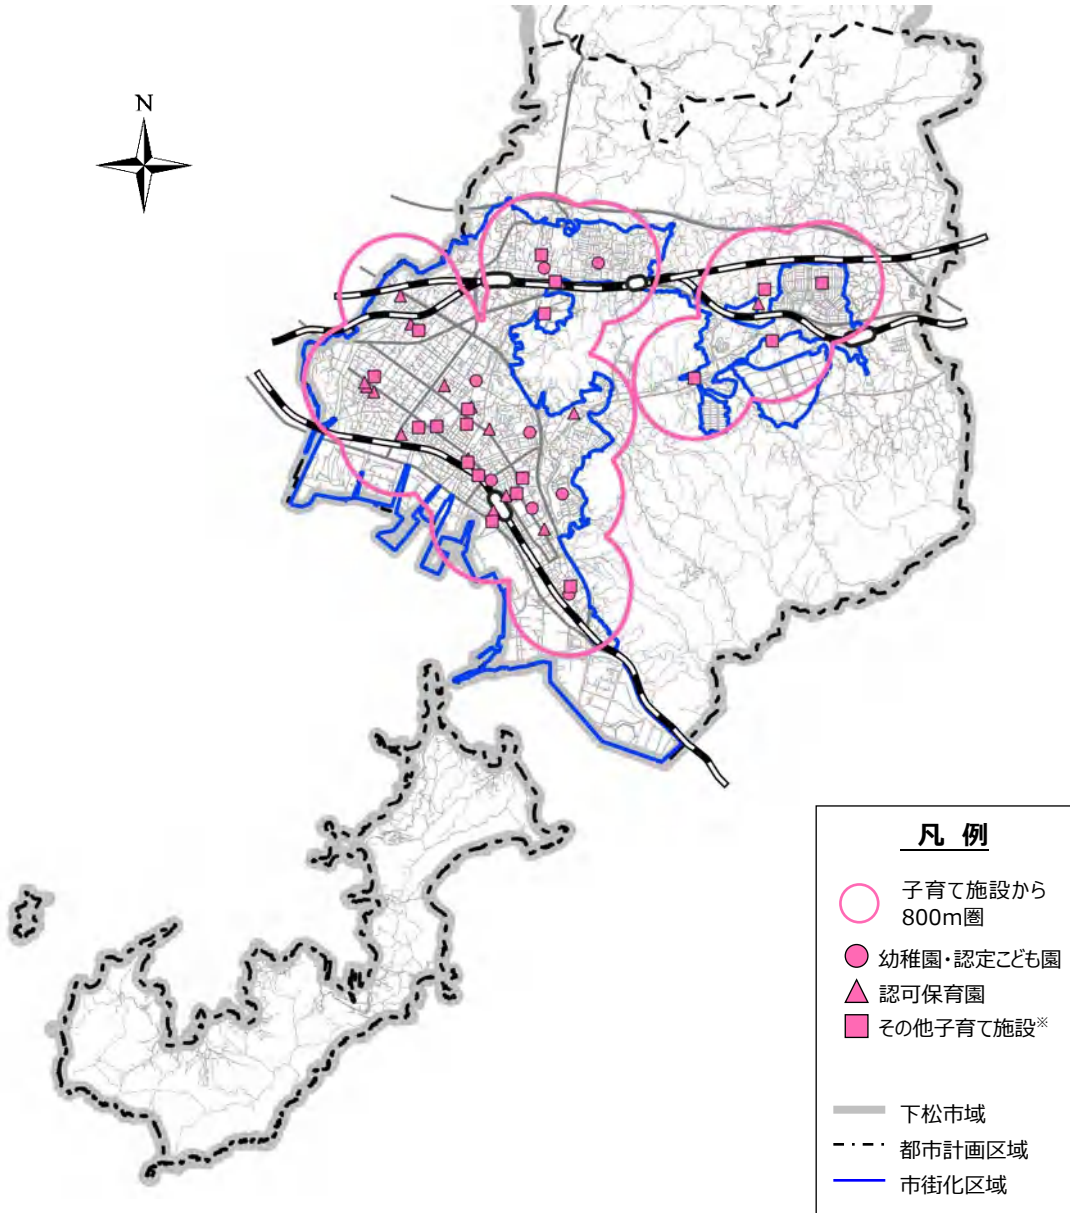 N
凡 例
子育て施設から
800m圏
幼稚園・認定こども園
認可保育園
その他子育て施設※
下松市域
都市計画区域
市街化区域